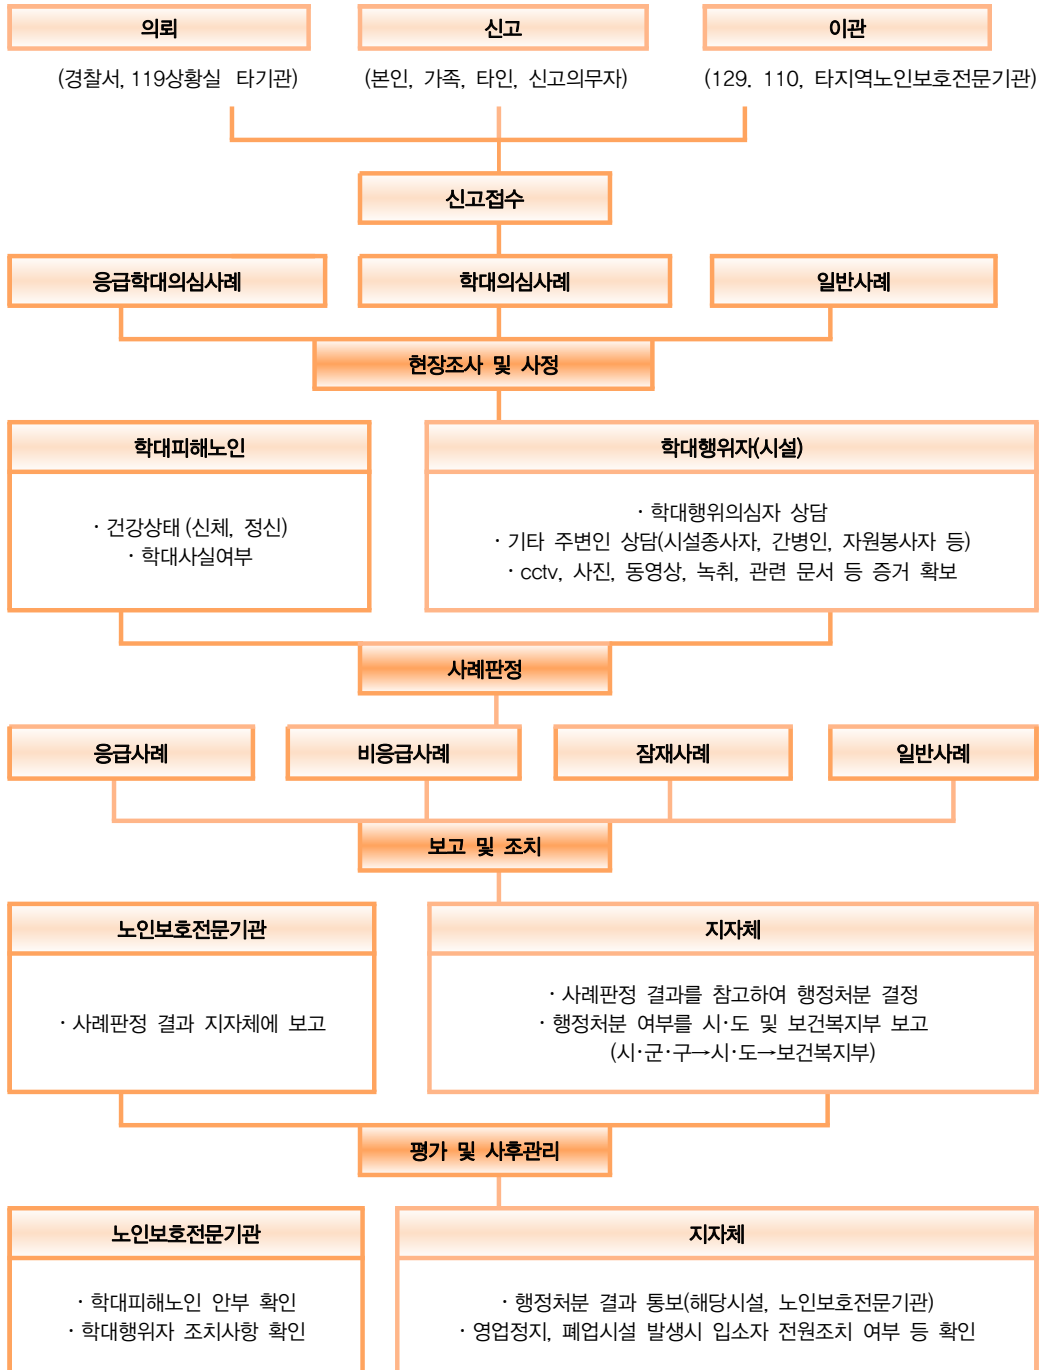 의뢰 신고 이관
(경찰서, 119상황실 타기관) (본인, 가족, 타인, 신고의무자) (129. 110, 타지역노인보호전문기관)
신고접수
응급학대의심사례 학대의심사례 일반사례
현장조사 및 사정
학대피해노인
· 건강상태(신체, 정신)
· 학대사실여부
학대행위자(시설)
· 학대행위의심자 상담
· 기타 주변인 상담(시설종사자, 간병인, 자원봉사자 등)
· cctv, 사진, 동영상, 녹취, 관련 문서 등 증거 확보
사례판정
응급사례 비응급사례 잠재사례 일반사례
보고 및 조치
노인보호전문기관
· 사례판정 결과 지자체에 보고
지자체
· 사례판정 결과를 참고하여 행정처분 결정
· 행정처분 여부를 시·도 및 보건복지부 보고
(시·군·구→시·도→보건복지부)
평가 및 사후관리
노인보호전문기관
· 학대피해노인 안부 확인
· 학대행위자 조치사항 확인
지자체
· 행정처분 결과 통보(해당시설, 노인보호전문기관)
· 영업정지, 폐업시설 발생시 입소자 전원조치 여부 등 확인